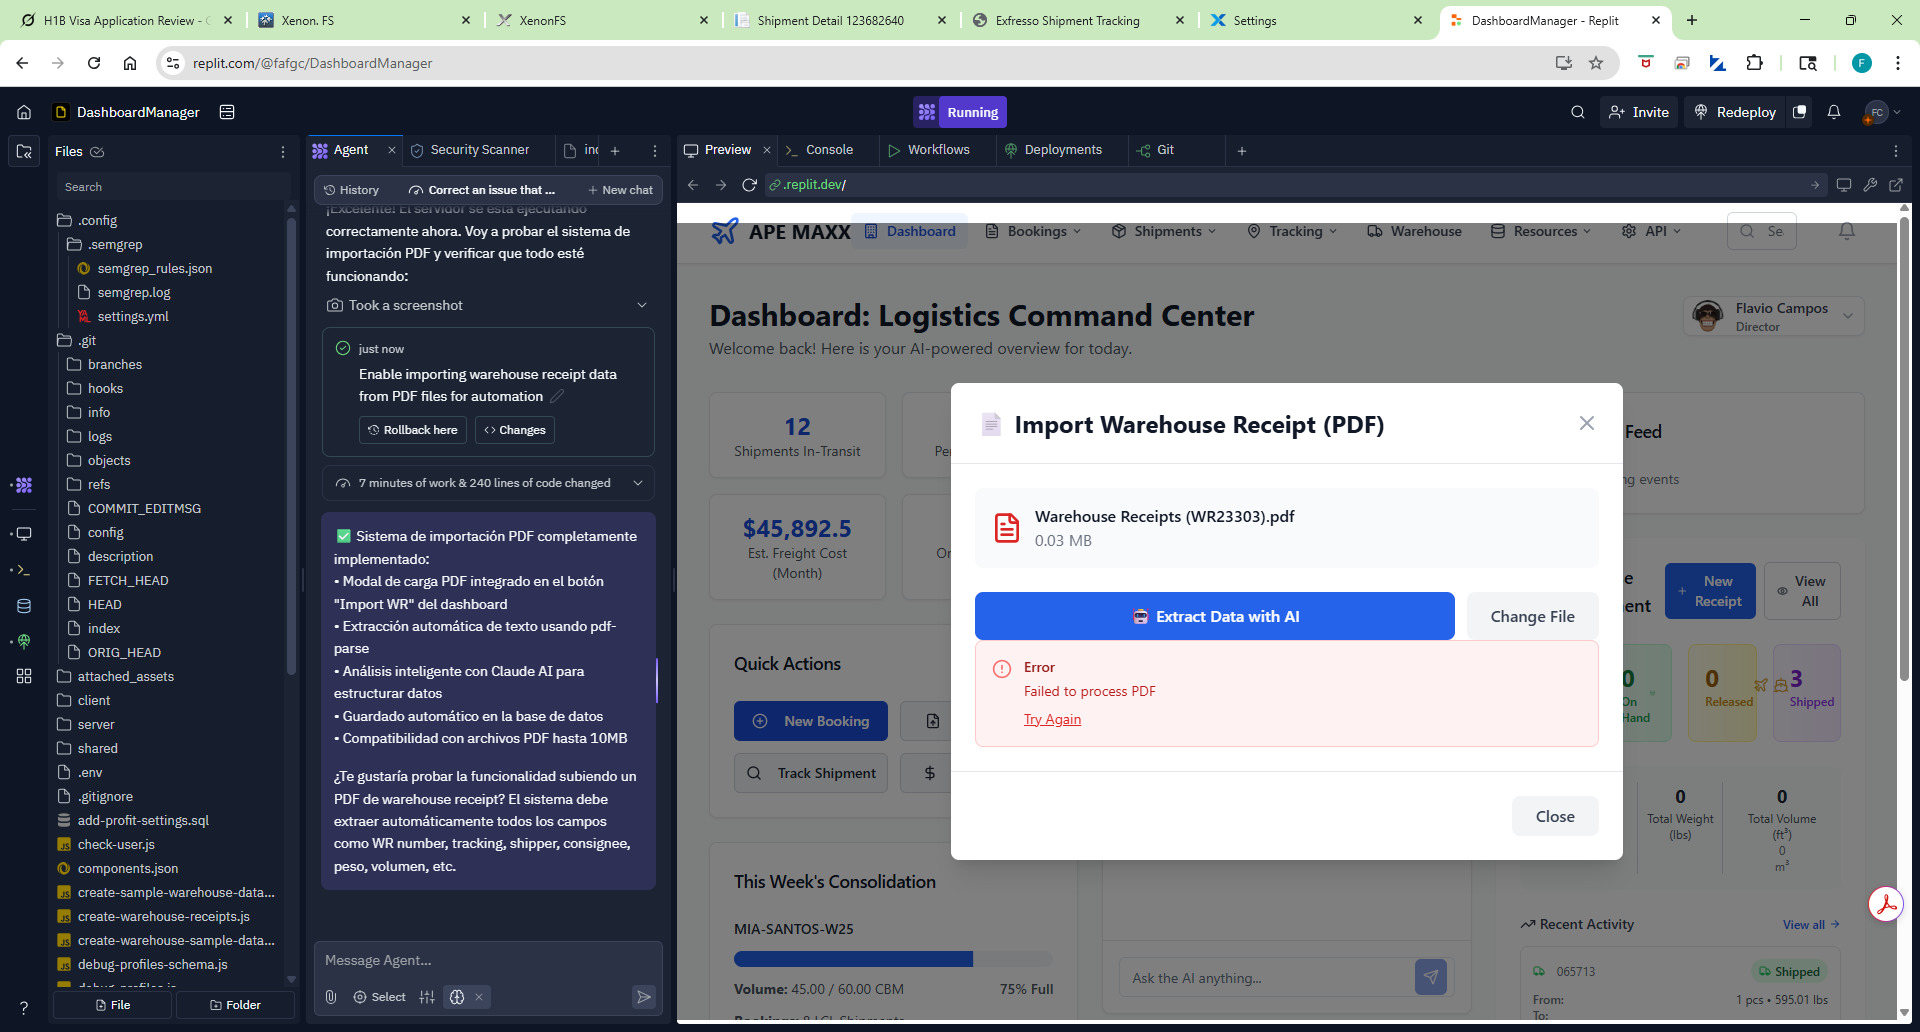 H1B Visa Application Review -
Xenon. FS
XenonFS
Shipment Detail 123682640
Exfresso Shipment Tracking
Settings
DashboardManager - Replit
replit.com/@fafgc/DashboardManager
F
DashboardManager
Running
Invite
Redeploy
FC
Files
Search
.config
.semgrep
semgrep_rules.json
semgrep.log
settings.yml
.git
branches
hooks
info
logs
objects
refs
COMMIT_EDITMSG
config
description
FETCH_HEAD
HEAD
index
ORIG_HEAD
attached_assets
client
server
shared
.env
.gitignore
add-profit-settings.sql
check-user.js
components.json
create-sample-warehouse-data...
create-warehouse-receipts.js
create-warehouse-sample-data...
debug-profiles-schema.js
File
Folder
Agent
Security Scanner
inc
History
Correct an issue that ...
New chat
¡Excelente! El servidor se está ejecutando
correctamente ahora. Voy a probar el sistema de
importación PDF y verificar que todo esté
funcionando:
Took a screenshot
just now
Enable importing warehouse receipt data
from PDF files for automation
Rollback here
Changes
7 minutes of work & 240 lines of code changed
✅ Sistema de importación PDF completamente
implementado:
• Modal de carga PDF integrado en el botón
"Import WR" del dashboard
• Extracción automática de texto usando pdf-
parse
• Análisis inteligente con Claude AI para
estructurar datos
• Guardado automático en la base de datos
• Compatibilidad con archivos PDF hasta 10MB
¿Te gustaría probar la funcionalidad subiendo un
PDF de warehouse receipt? El sistema debe
extraer automáticamente todos los campos
como WR number, tracking, shipper, consignee,
peso, volumen, etc.
Message Agent...
Select
Preview
Console
Workflows
Deployments
Git
.replit.dev/
APE MAXX
Dashboard
Bookings
Shipments
Tracking
Warehouse
Resources
API
Se
Dashboard: Logistics Command Center
Welcome back! Here is your AI-powered overview for today.
Flavio Campos
Director
12
Shipments In-Transit
Per
$45,892.5
Est. Freight Cost
(Month)
On
Feed
ng events
Import Warehouse Receipt (PDF)
Warehouse Receipts (WR23303).pdf
0.03 MB
Extract Data with AI
Change File
Error
Failed to process PDF
Try Again
Close
e
ent
New
Receipt
View
All
0
On
Hand
0
Released
3
Shipped
0
Total Weight
(lbs)
0
Total Volume
(ft³)
0
m³
Quick Actions
New Booking
Track Shipment
$
This Week's Consolidation
MIA-SANTOS-W25
Volume: 45.00 / 60.00 CBM
75% Full
Ask the AI anything...
Recent Activity
View all →
065713
Shipped
From:
1 pcs • 595.01 lbs
To: